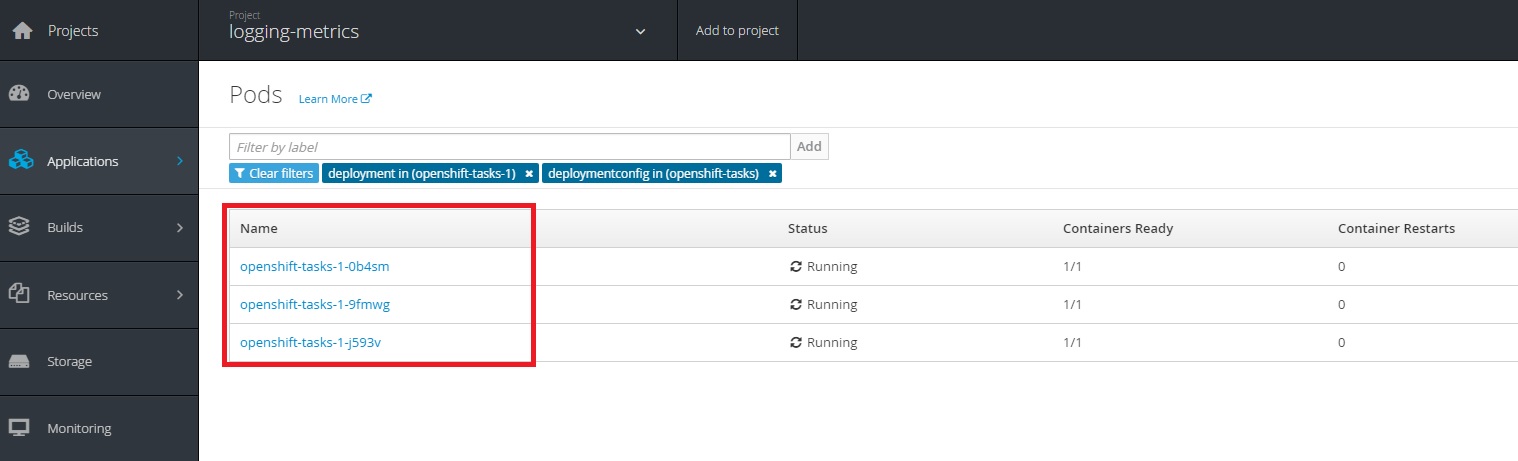 Projects
Project
logging-metrics
Add to project
Overview
Applications
Builds
Resources
Storage
Monitoring
Pods Learn More
Filter by label Add
Clear filters deployment in (openshift-tasks-1) × deploymentconfig in (openshift-tasks) ×
Name Status Containers Ready Container Restarts
openshift-tasks-1-0b4sm Running 1/1 0
openshift-tasks-1-9fmwg Running 1/1 0
openshift-tasks-1-j593v Running 1/1 0